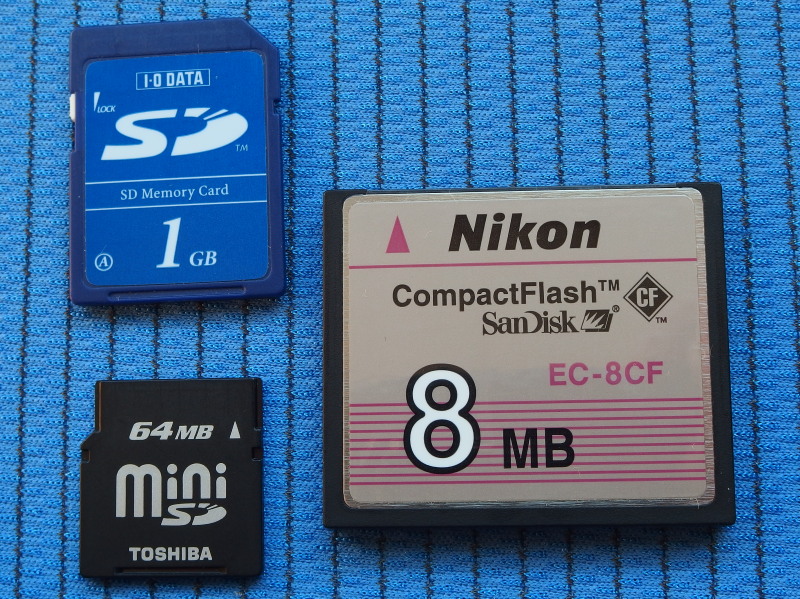 I-O DATA
LOCK
SD
TM
SD Memory Card
1 GB
A
Nikon
CompactFlash™ CF
SanDisk® ™
EC-8CF
8 MB
64MB
mini
SD
TOSHIBA